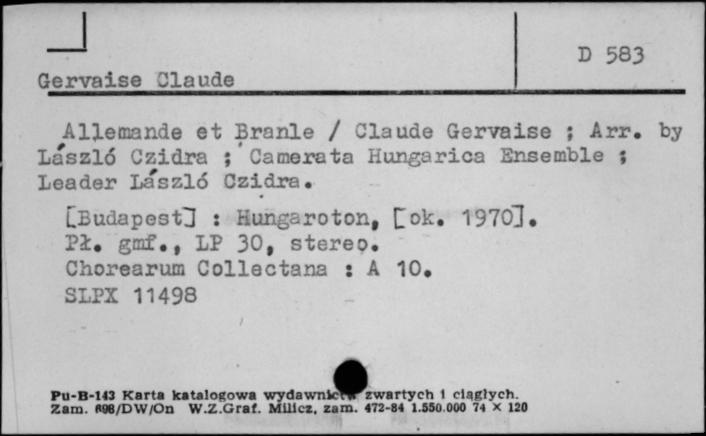 D 583
Gervaise Claude
Allemande et Branle / Claude Gervaise ; Arr. by
László Czidra ; Camerata Hungarica Ensemble ;
Leader László Czidra.
[Budapest] : Hungaroton, [ok. 1970].
Pł. gmf., LP 30, stereo.
Chorearum Collectana : A 10.
SLPX 11498
Pu-B-143 Karta katalogowa wydawnictw zwartych i ciągłych.
Zam. 898/DW/On W.Z.Graf. Milicz, zam. 472-84 1.550.000 74 × 120